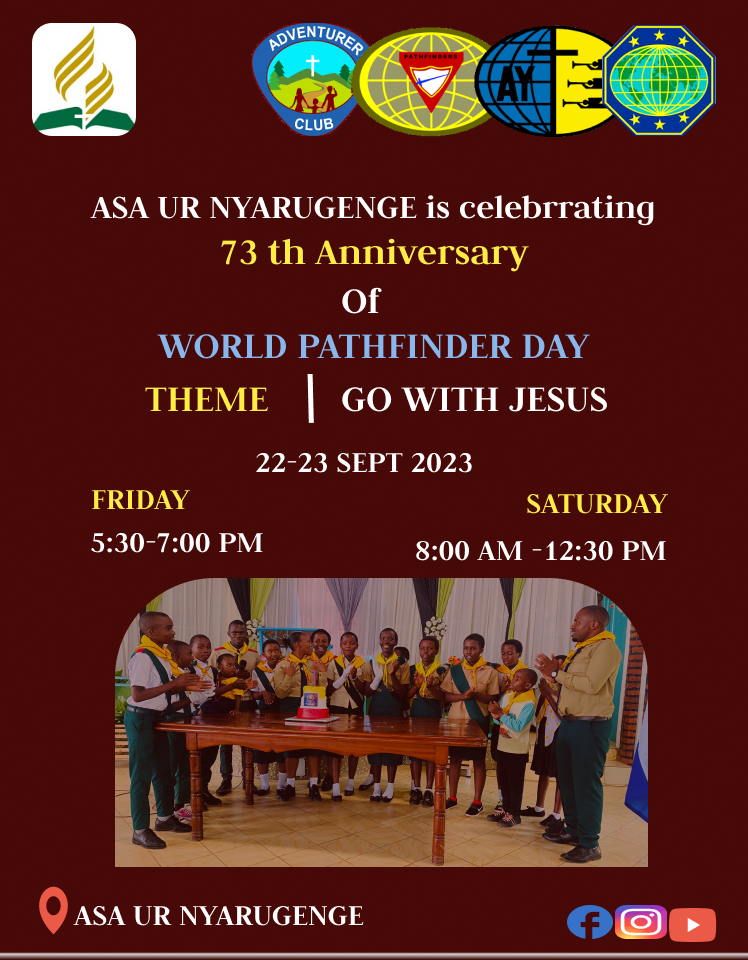 ADVENTURER
CLUB
PATHFINDERS
AY
ASA UR NYARUGENGE is celebrrating
73 th Anniversary
Of
WORLD PATHFINDER DAY
THEME | GO WITH JESUS
22-23 SEPT 2023
FRIDAY
5:30-7:00 PM
SATURDAY
8:00 AM -12:30 PM
ASA UR NYARUGENGE